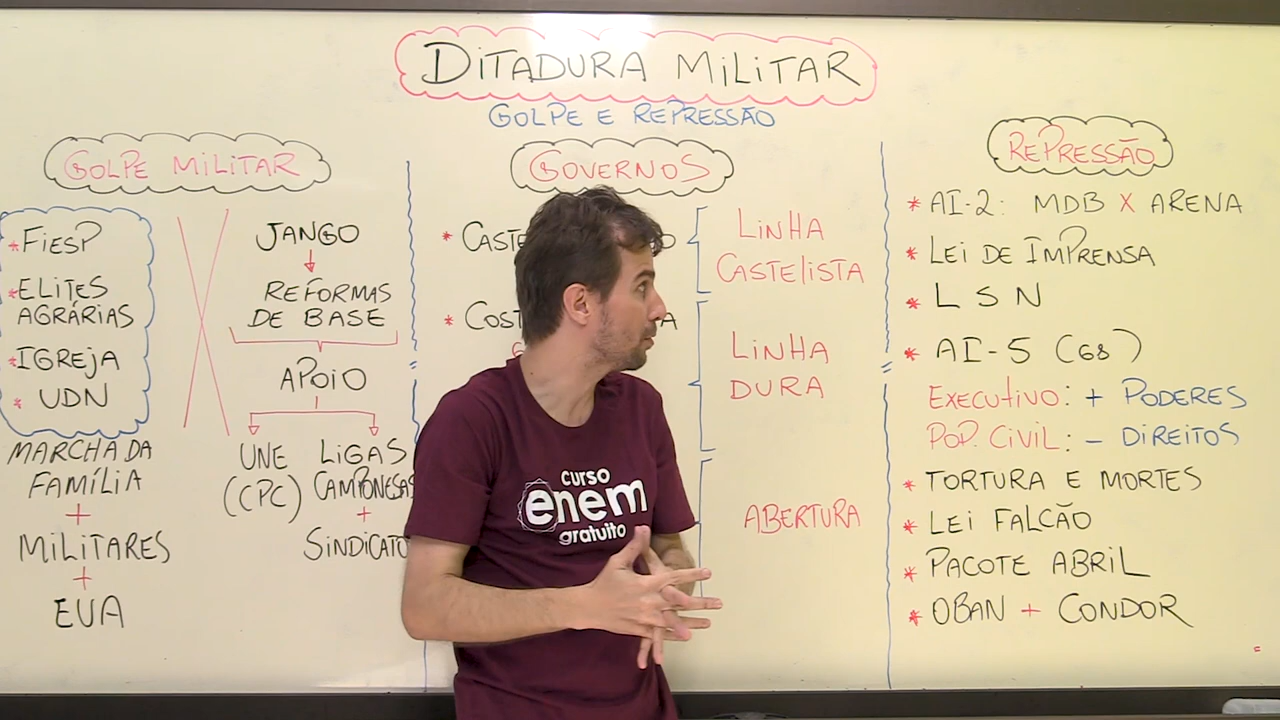 DITADURA MILITAR
GOLPE E REPRESSÃO
GOLPE MILITAR
* FIESP
* ELITES
AGRÁRIAS
* IGREJA
* UDN
MARCHA DA
FAMÍLIA
+
MILITARES
+
EUA
X
JANGO
REFORMAS
DE BASE
APOIO
UNE
(CPC)
LIGAS
CAMPONESAS
+
SINDICATO
GOVERNOS
*
*
LINHA
CASTELISTA
LINHA
DURA
ABERTURA
REPRESSÃO
* AI-2: MDB X ARENA
* LEI DE IMPRENSA
* L S N
* AI-5 (68)
EXECUTIVO: + PODERES
POP. CIVIL: - DIREITOS
* TORTURA E MORTES
* LEI FALCÃO
* PACOTE ABRIL
* OBAN + CONDOR
curso
enem
gratuito